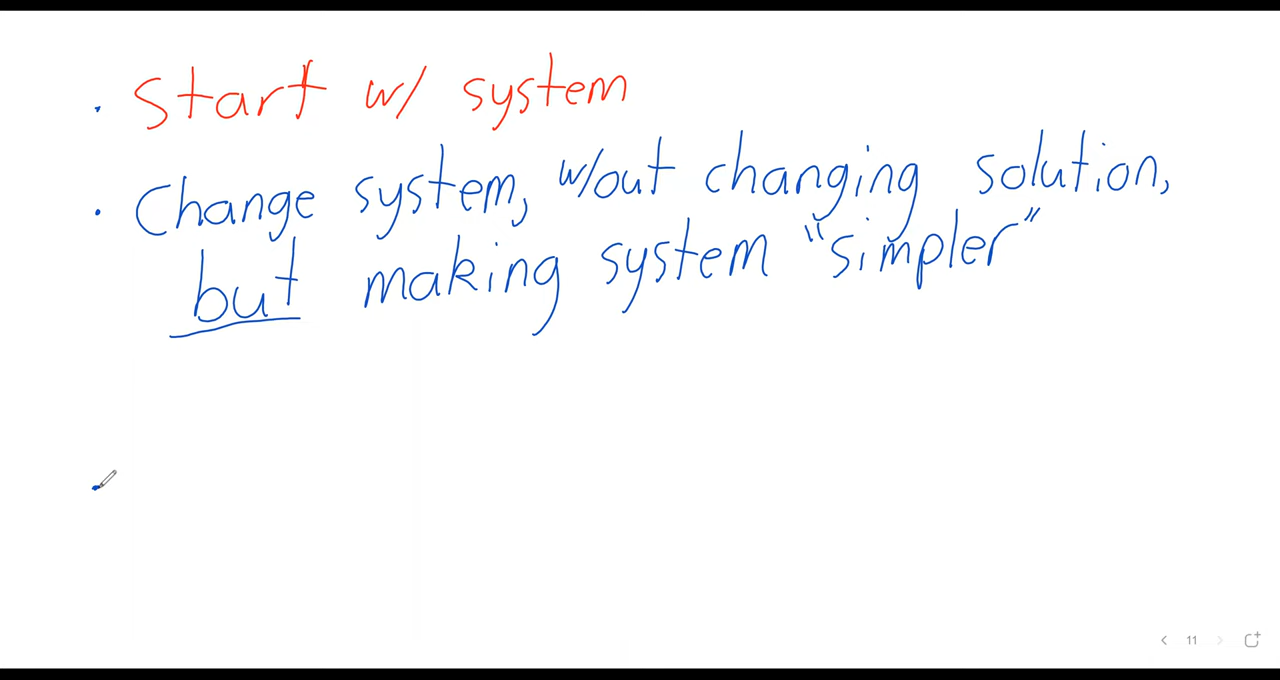 · Start w/ system
· Change system, w/out changing solution,
but making system "simpler"
< 11 >